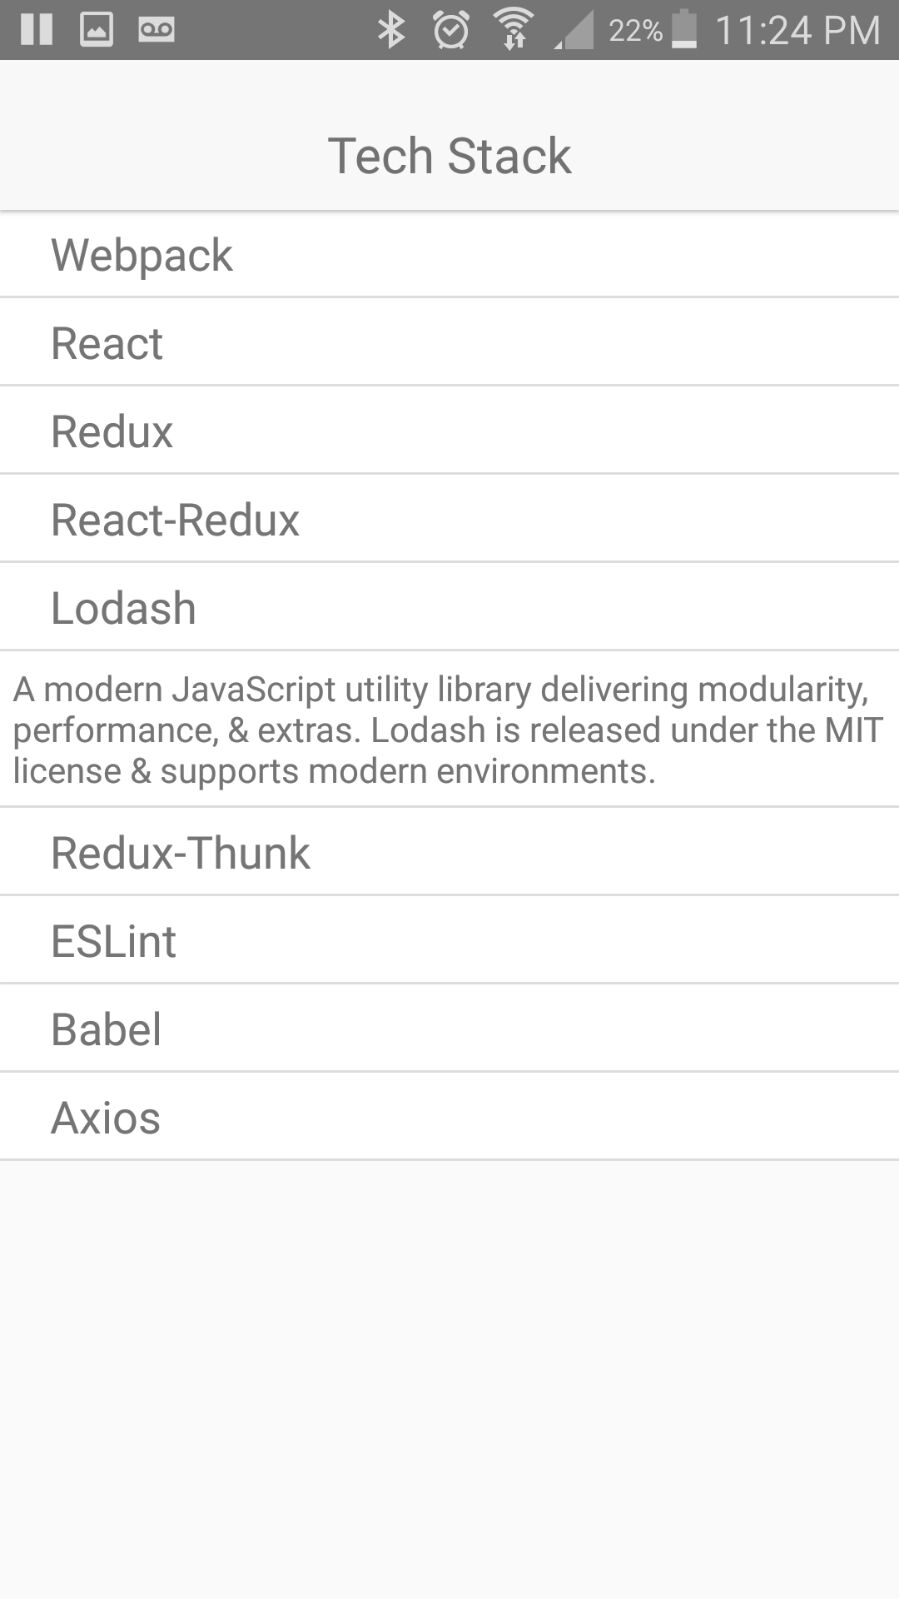 22% 11:24 PM
Tech Stack
Webpack
React
Redux
React-Redux
Lodash
A modern JavaScript utility library delivering modularity,
performance, & extras. Lodash is released under the MIT
license & supports modern environments.
Redux-Thunk
ESLint
Babel
Axios